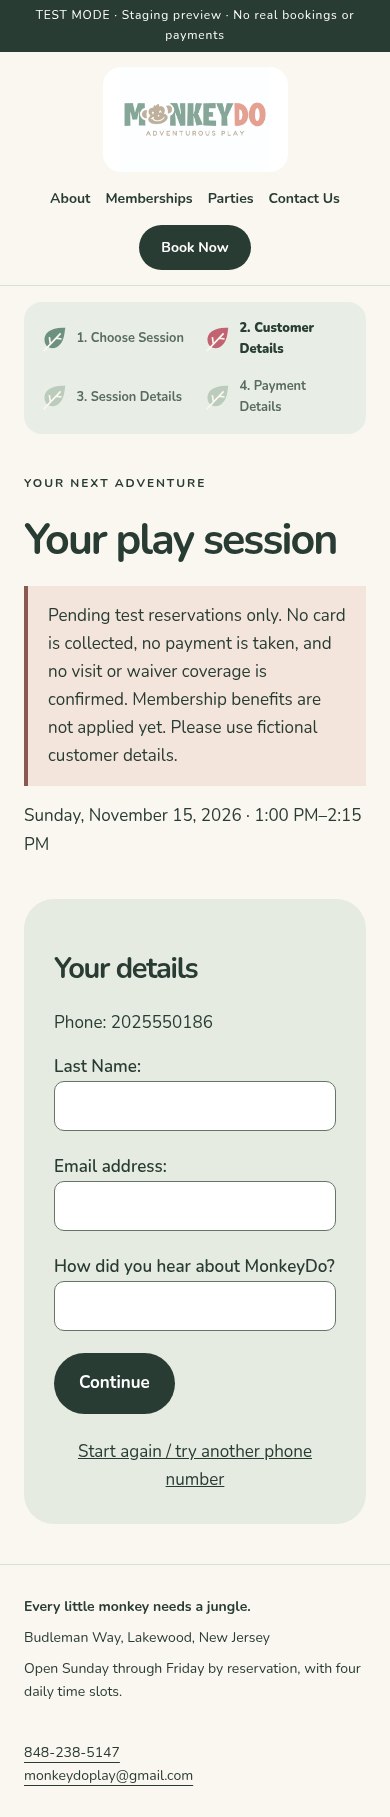 TEST MODE · Staging preview · No real bookings or
payments
MONKEYDO
ADVENTUROUS PLAY
About Memberships Parties Contact Us
Book Now
1. Choose Session
2. Customer
Details
3. Session Details
4. Payment
Details
YOUR NEXT ADVENTURE
Your play session
Pending test reservations only. No card
is collected, no payment is taken, and
no visit or waiver coverage is
confirmed. Membership benefits are
not applied yet. Please use fictional
customer details.
Sunday, November 15, 2026 · 1:00 PM–2:15
PM
Your details
Phone: 2025550186
Last Name:
Email address:
How did you hear about MonkeyDo?
Continue
Start again / try another phone
number
Every little monkey needs a jungle.
Budleman Way, Lakewood, New Jersey
Open Sunday through Friday by reservation, with four
daily time slots.
848-238-5147
monkeydoplay@gmail.com